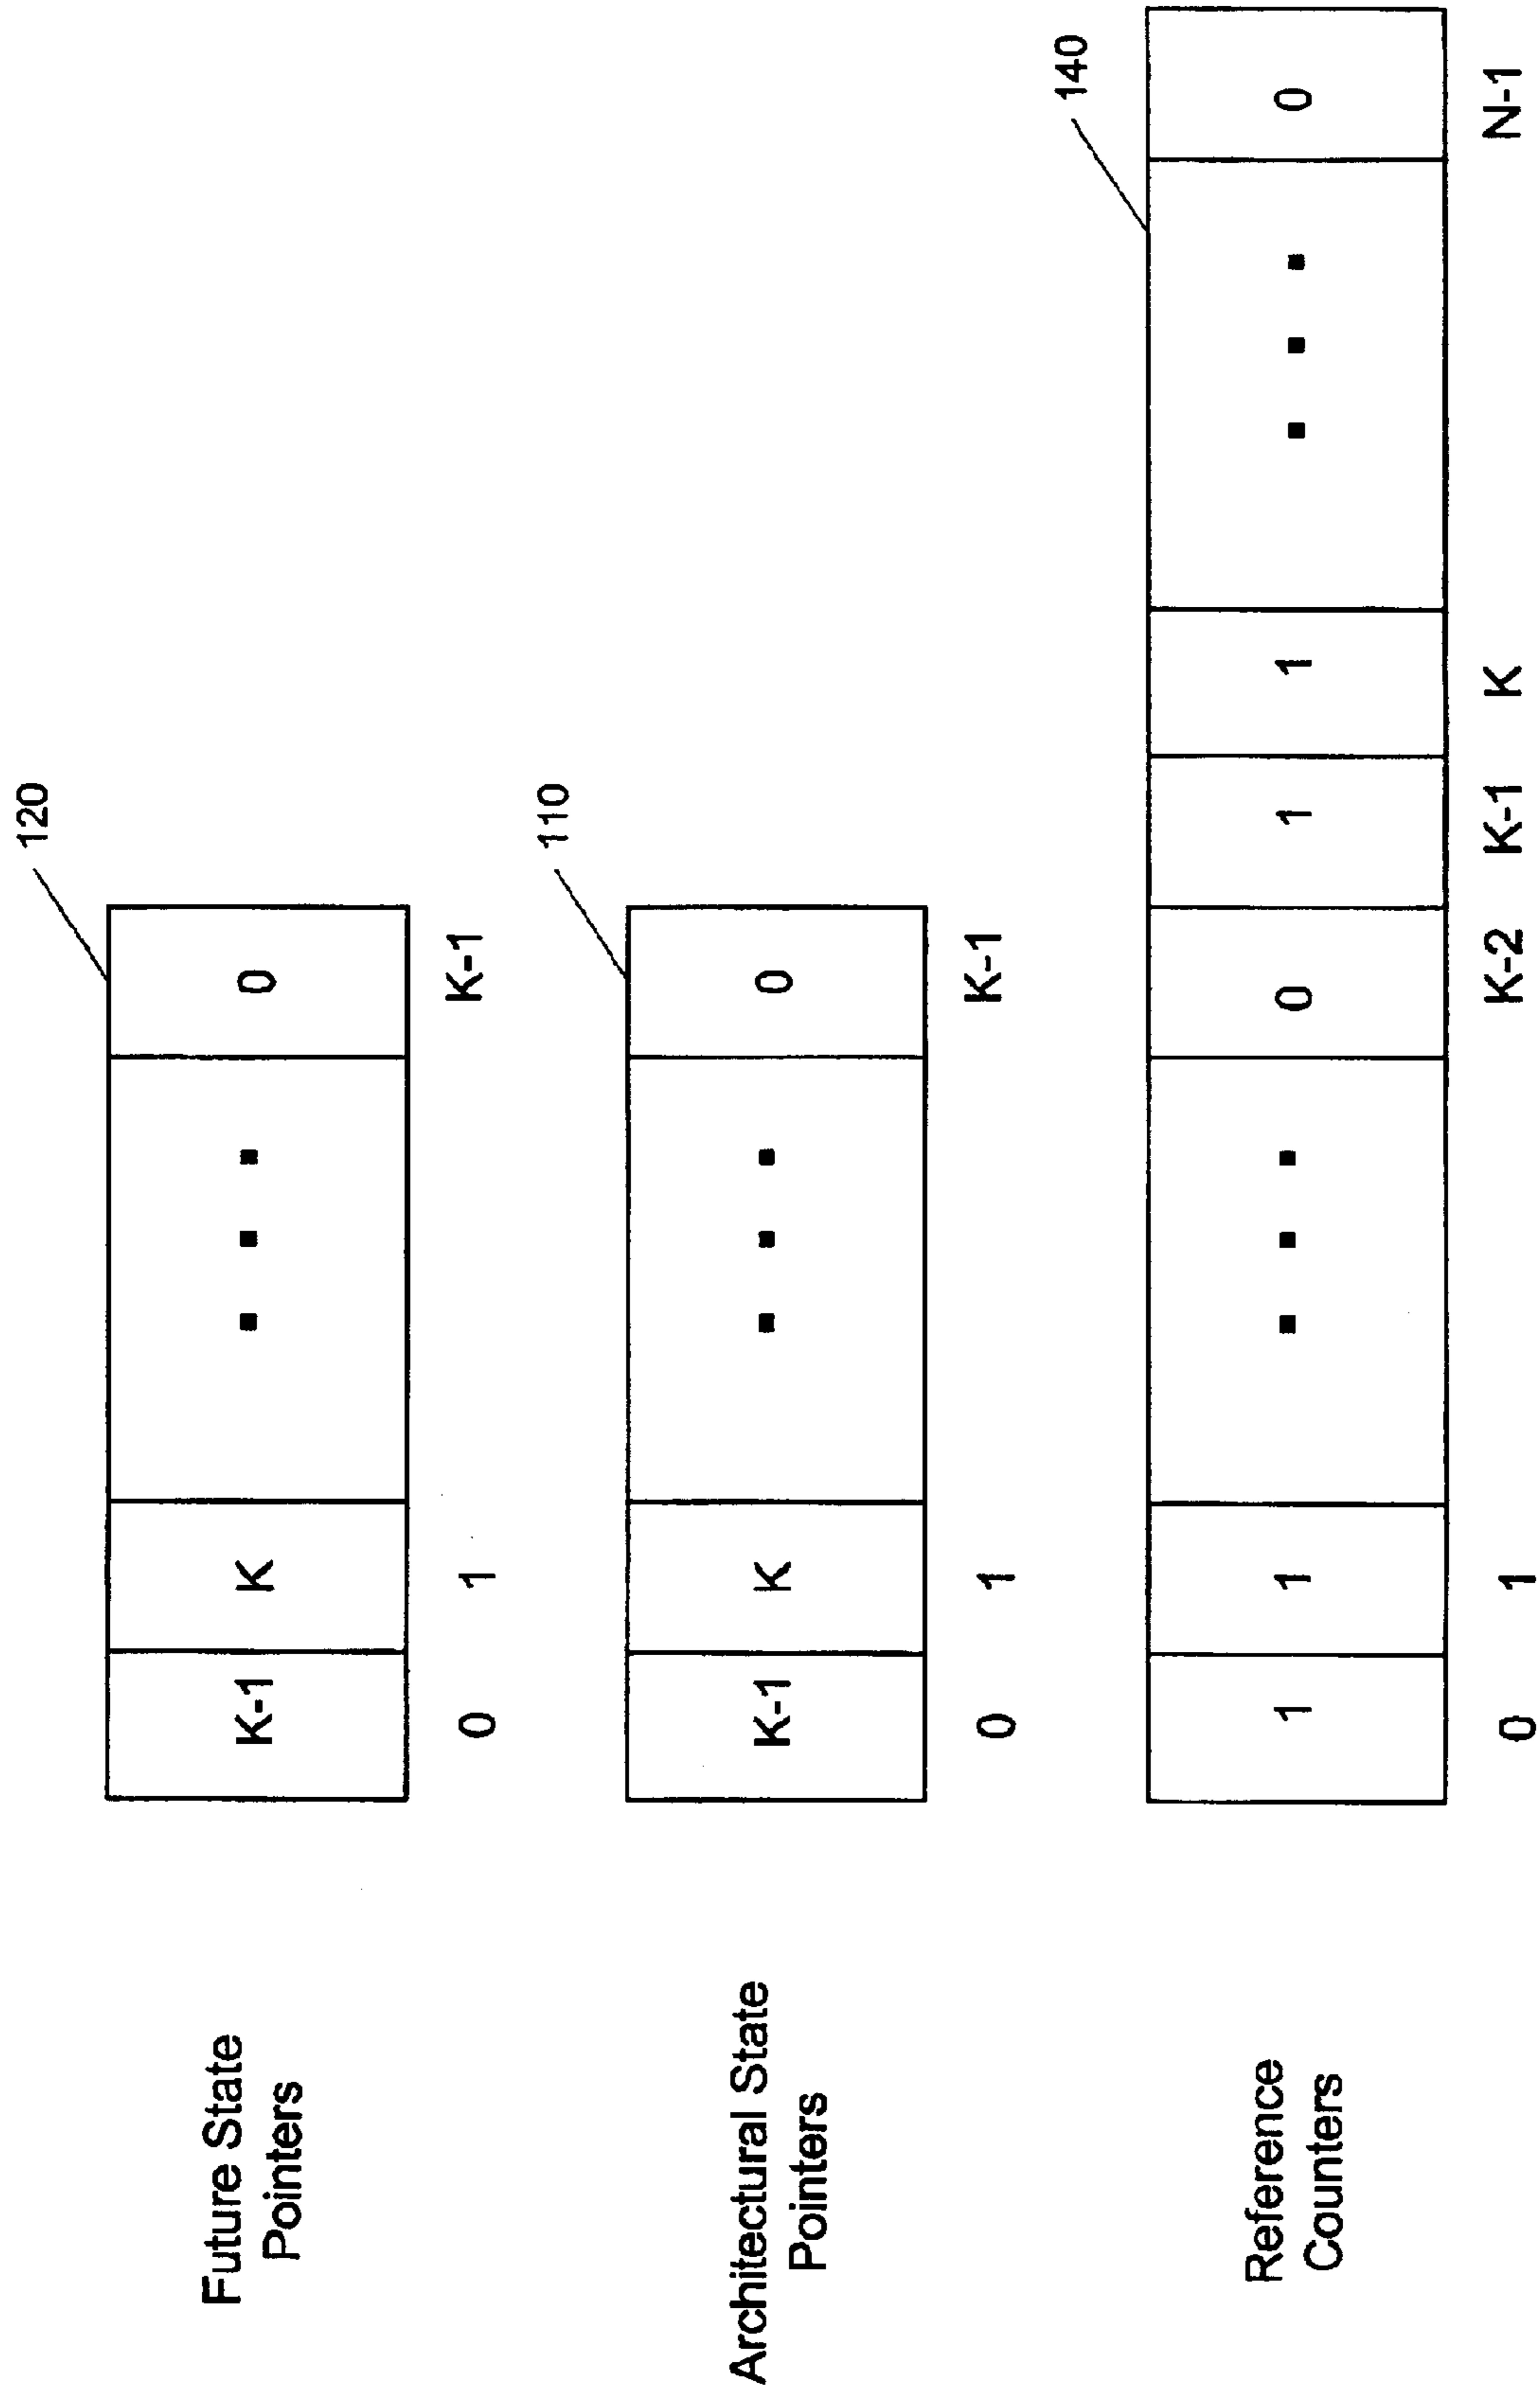 120
Future State
Pointers
K-1 K 0
0 1 K-1
110
Architectural State
Pointers
K-1 K 0
0 1 K-1
140
Reference
Counters
1 1 0 1 1 0
0 1 K-2 K-1 K N-1